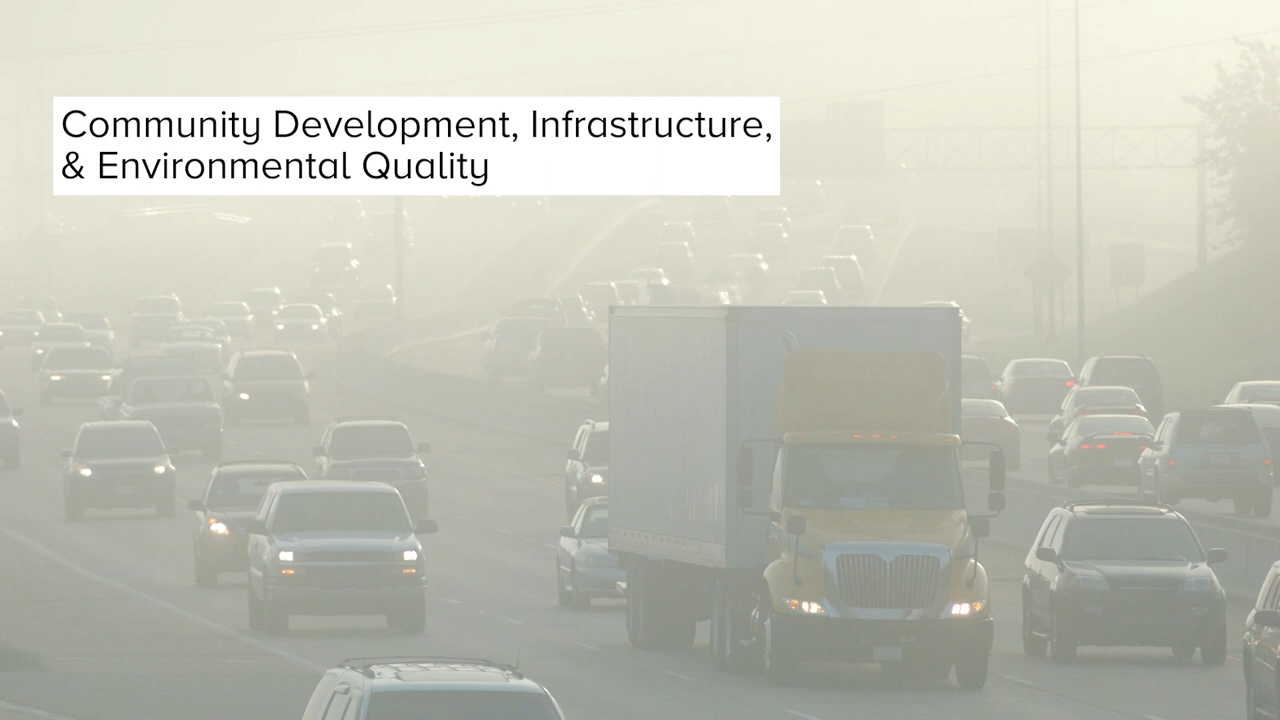 Community Development, Infrastructure,
& Environmental Quality